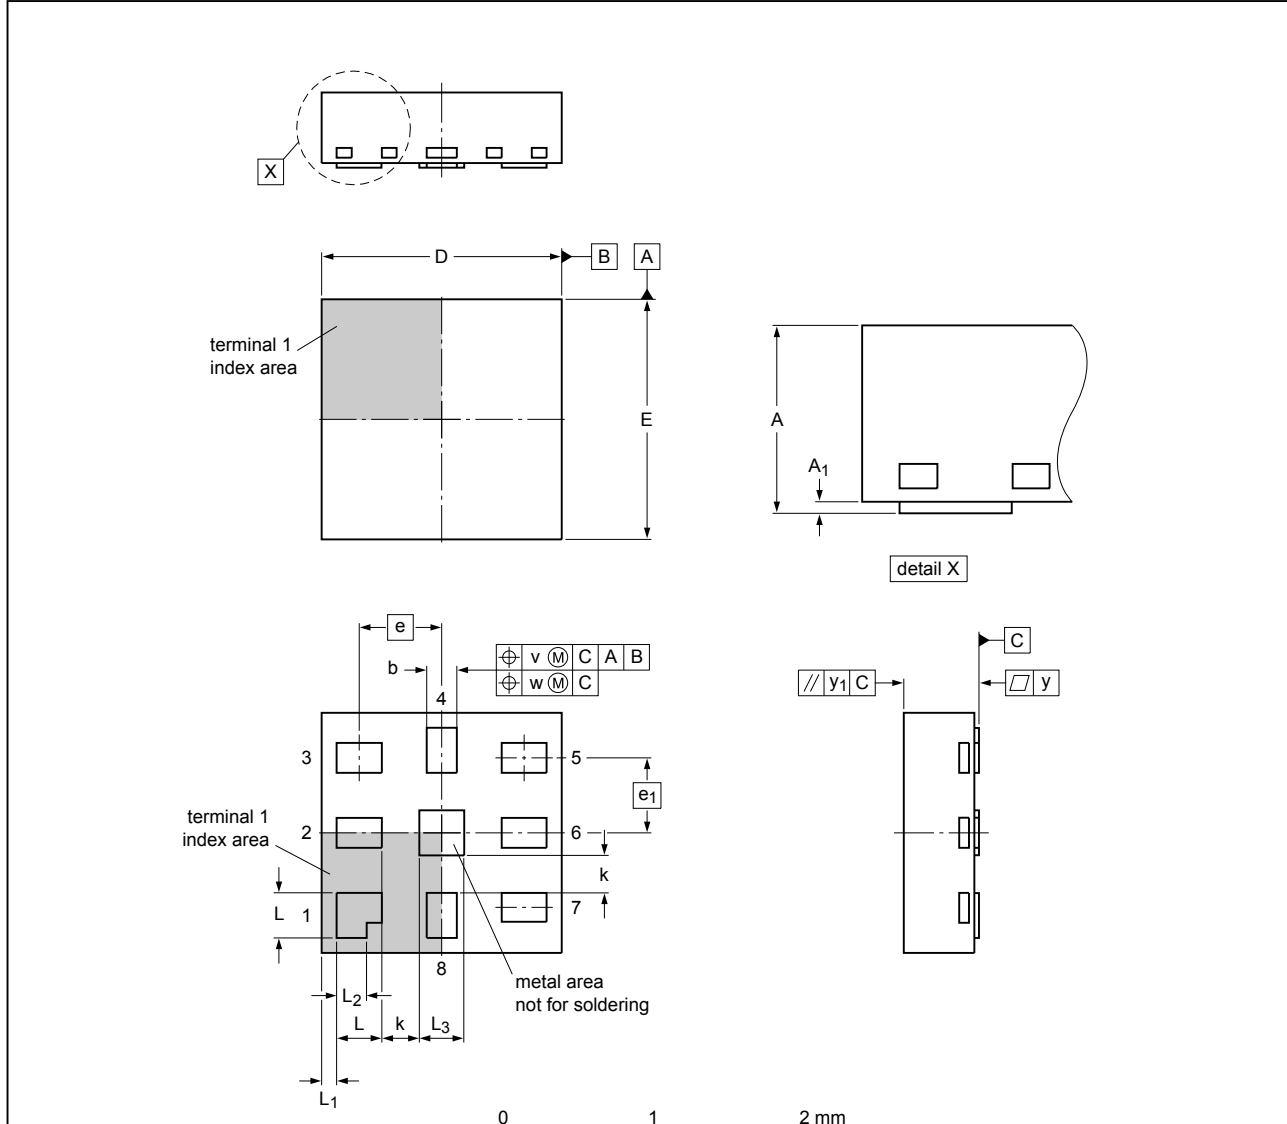 X
D
B
A
terminal 1
index area
E
A
A1
detail X
e
b
v M C A B
w M C
4
C
// y1 C
y
3
5
e1
terminal 1
index area
2
6
k
L
1
7
8
metal area
not for soldering
L2
L
k
L3
L1
0 1 2 mm